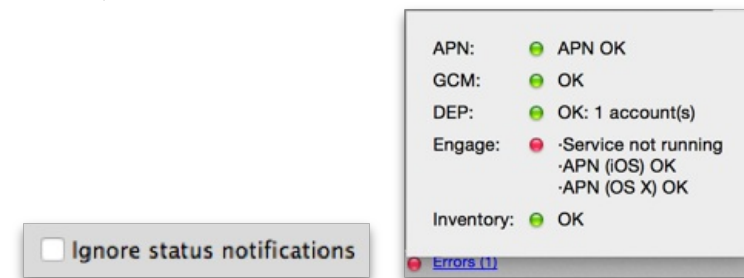 APN: APN OK
GCM: OK
DEP: OK: 1 account(s)
Engage: ·Service not running
·APN (iOS) OK
·APN (OS X) OK
Inventory: OK
Ignore status notifications
Errors (1)